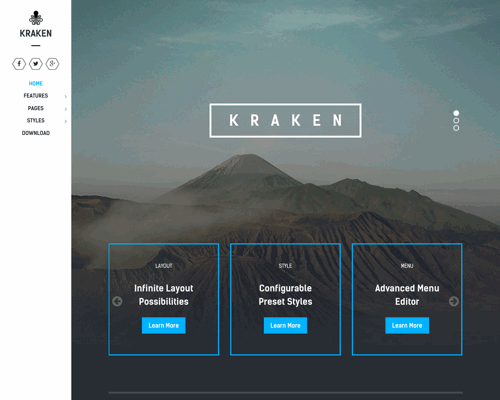 KRAKEN
HOME
FEATURES
PAGES
STYLES
DOWNLOAD
KRAKEN
LAYOUT
Infinite Layout
Possibilities
Learn More
STYLE
Configurable
Preset Styles
Learn More
MENU
Advanced Menu
Editor
Learn More